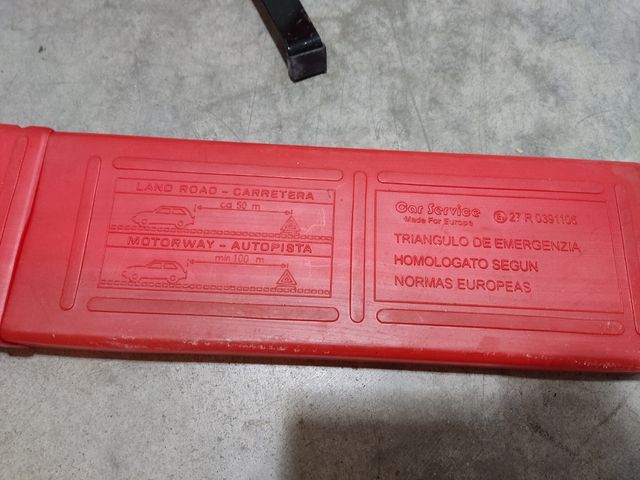 LAND ROAD - CARRETERA
ca 50 m
MOTORWAY - AUTOPISTA
min 100 m
Car Service
Made For Europe
27 R 0391106
TRIANGULO DE EMERGENZIA
HOMOLOGATO SEGUN
NORMAS EUROPEAS